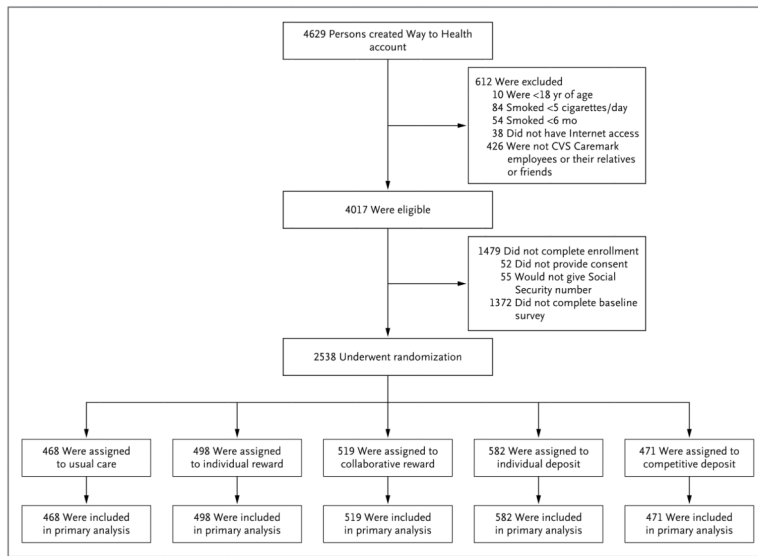 4629 Persons created Way to Health
account
612 Were excluded
10 Were <18 yr of age
84 Smoked <5 cigarettes/day
54 Smoked <6 mo
38 Did not have Internet access
426 Were not CVS Caremark
employees or their relatives
or friends
4017 Were eligible
1479 Did not complete enrollment
52 Did not provide consent
55 Would not give Social
Security number
1372 Did not complete baseline
survey
2538 Underwent randomization
468 Were assigned
to usual care
498 Were assigned
to individual reward
519 Were assigned to
collaborative reward
582 Were assigned to
individual deposit
471 Were assigned to
competitive deposit
468 Were included
in primary analysis
498 Were included
in primary analysis
519 Were included
in primary analysis
582 Were included
in primary analysis
471 Were included
in primary analysis